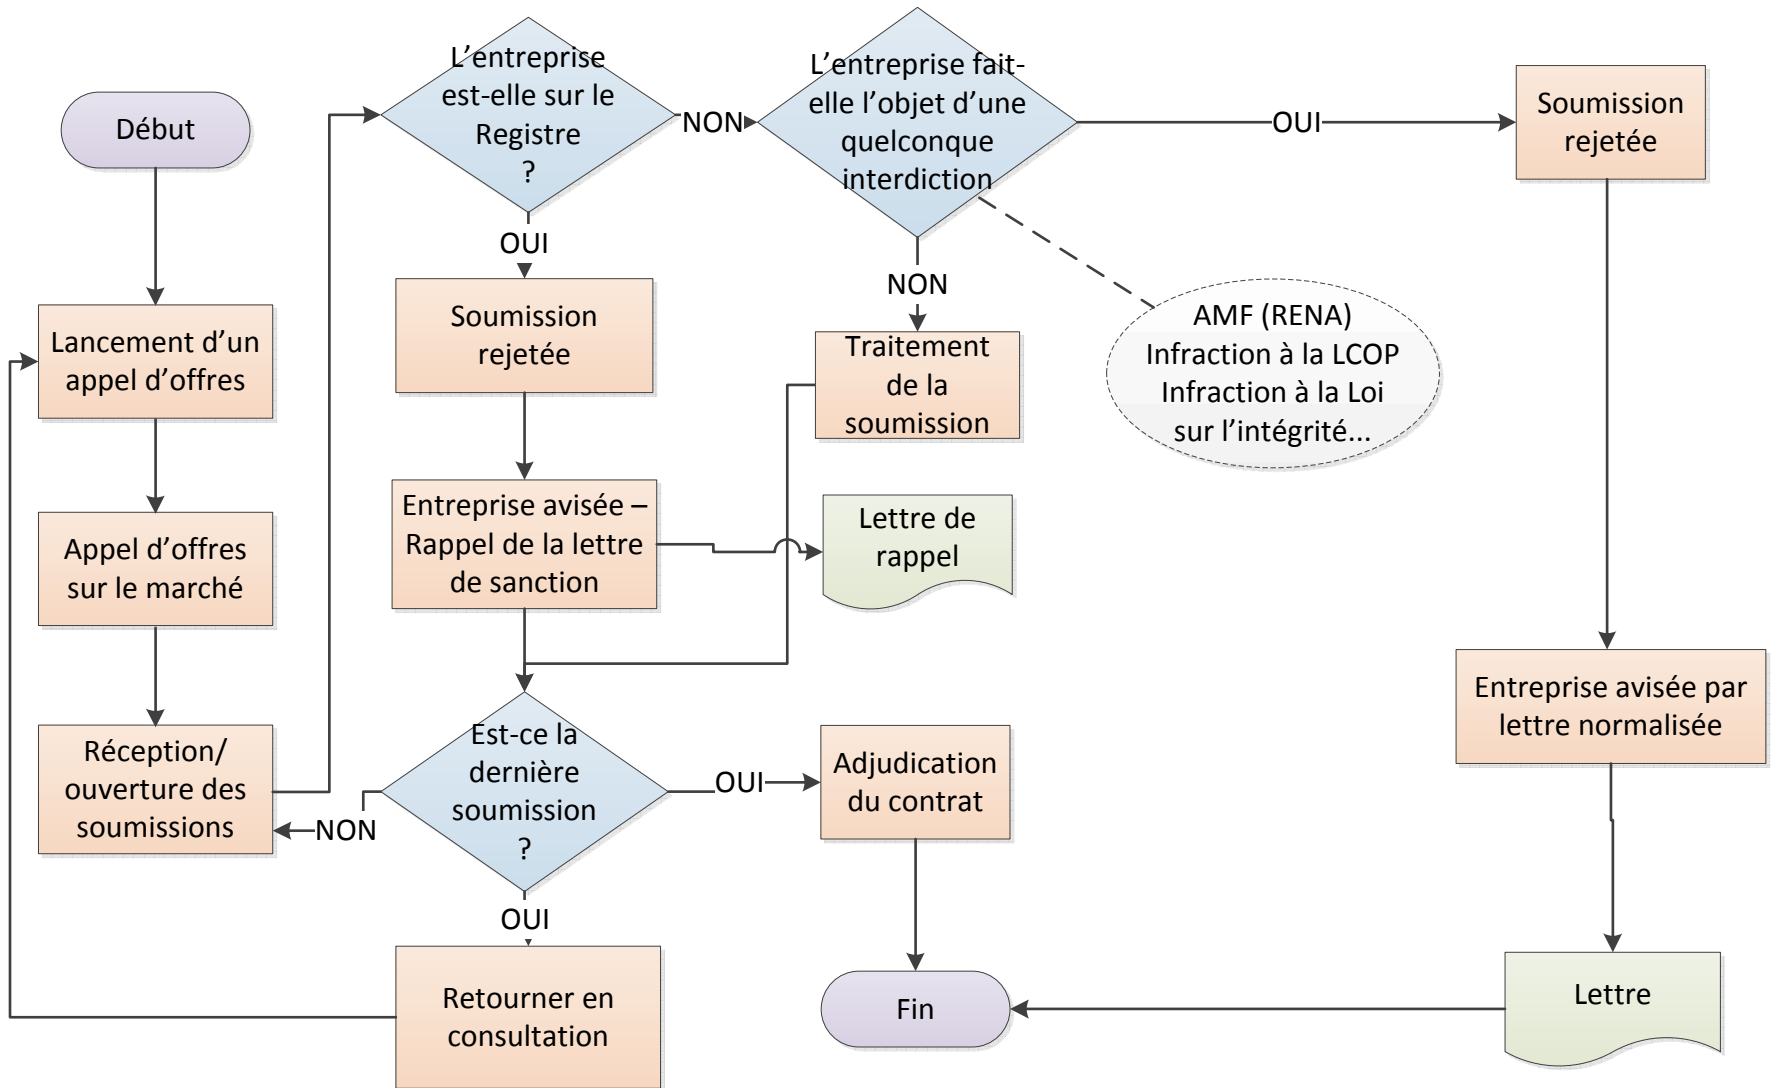 Début
Lancement d'un
appel d'offres
Appel d'offres
sur le marché
Réception/
ouverture des
soumissions
L'entreprise
est-elle sur le
Registre
?
NON
OUI
Soumission
rejetée
Entreprise avisée –
Rappel de la lettre
de sanction
Lettre de
rappel
L'entreprise fait-
elle l'objet d'une
quelconque
interdiction
OUI
NON
Traitement
de la
soumission
AMF (RENA)
Infraction à la LCOP
Infraction à la Loi
sur l'intégrité...
Soumission
rejetée
Entreprise avisée par
lettre normalisée
Lettre
Est-ce la
dernière
soumission
?
NON
OUI
Adjudication
du contrat
OUI
Retourner en
consultation
Fin